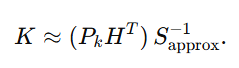 K ≈ (P_k H^T) S_approx^{-1}.